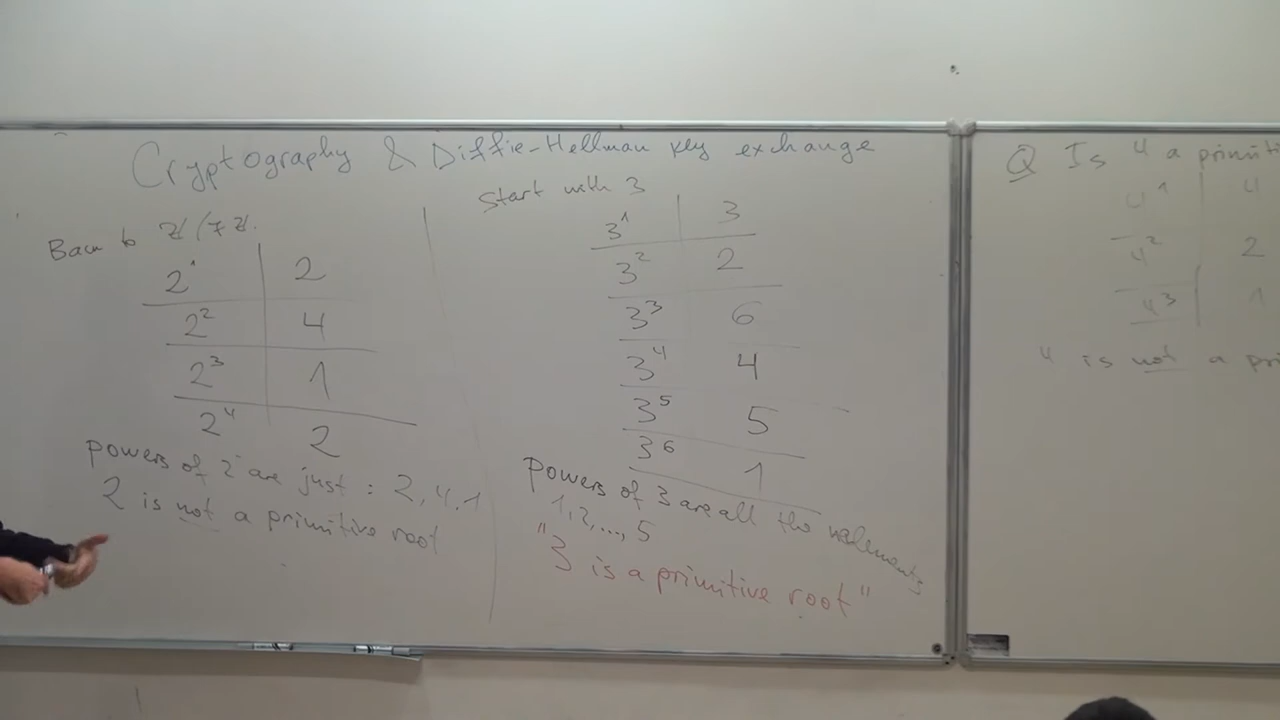 Cryptography & Diffie-Hellman key exchange
Back to ℤ/7ℤ.
2¹ 2
2² 4
2³ 1
2⁴ 2
powers of 2 are just : 2, 4, 1
2 is not a primitive root
Start with 3
3¹ 3
3² 2
3³ 6
3⁴ 4
3⁵ 5
3⁶ 1
powers of 3 are all the
1, 2, ..., 5
"3 is a primitive root"
Q Is 4 a primiti
4¹ 4
4² 2
4³ 1
4 is not a pri